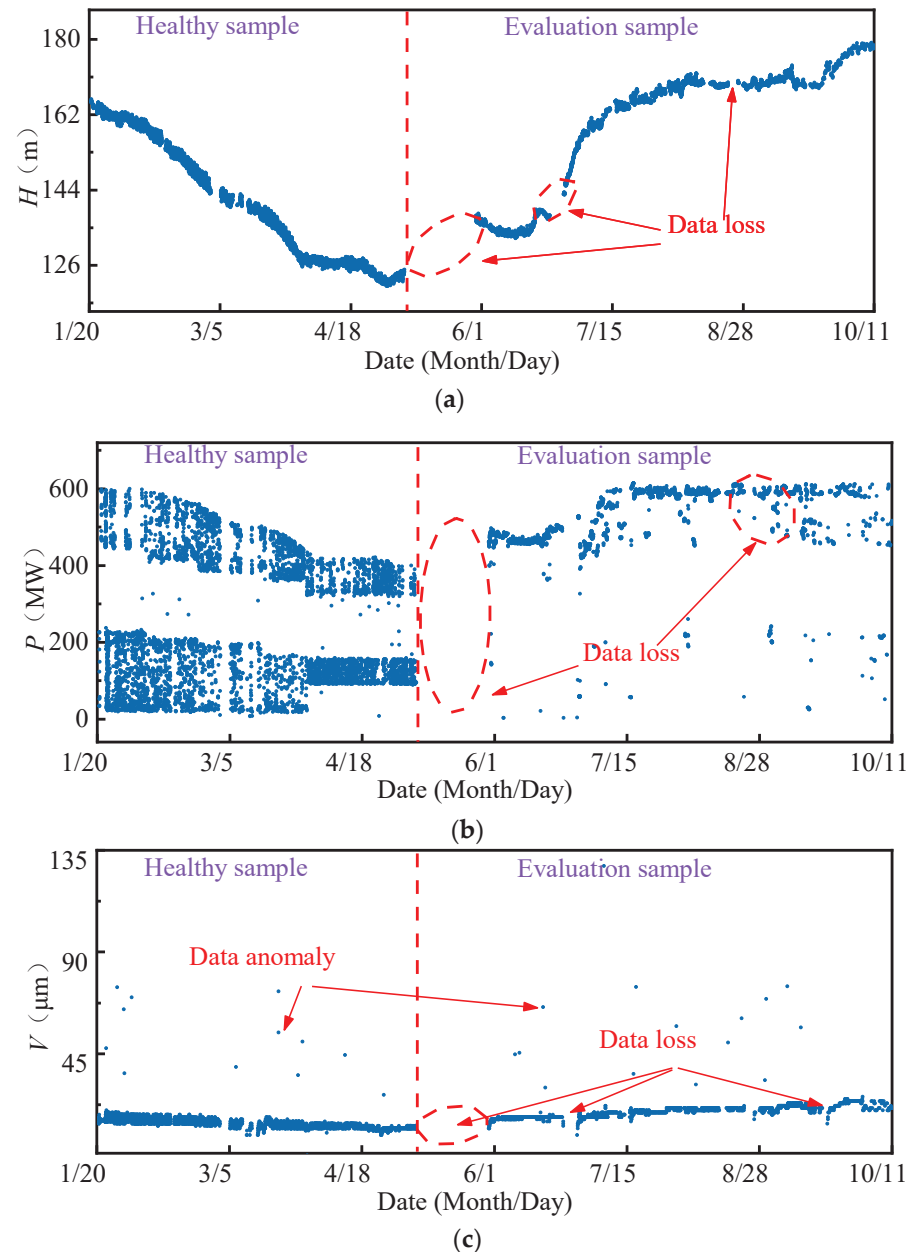 Healthy sample Evaluation sample
180
162
144
126
H（m）
Data loss
1/20 3/5 4/18 6/1 7/15 8/28 10/11
Date (Month/Day)
(a)
Healthy sample Evaluation sample
600
400
200
0
P（MW）
Data loss
1/20 3/5 4/18 6/1 7/15 8/28 10/11
Date (Month/Day)
(b)
Healthy sample Evaluation sample
135
90
45
V（μm）
Data anomaly
Data loss
1/20 3/5 4/18 6/1 7/15 8/28 10/11
Date (Month/Day)
(c)